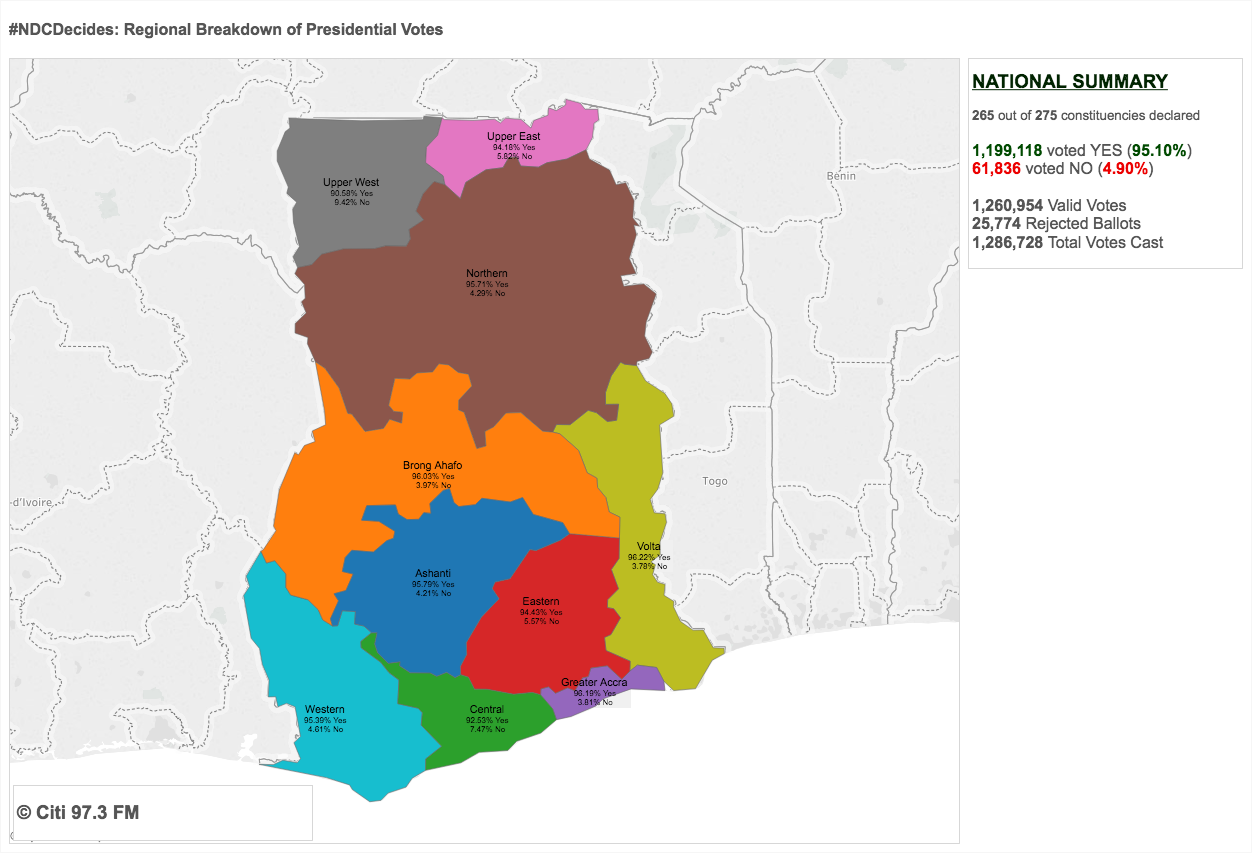 #NDCDecides: Regional Breakdown of Presidential Votes
NATIONAL SUMMARY
265 out of 275 constituencies declared
1,199,118 voted YES (95.10%)
61,836 voted NO (4.90%)
1,260,954 Valid Votes
25,774 Rejected Ballots
1,286,728 Total Votes Cast
Upper East
94.18% Yes
5.82% No
Benin
Upper West
90.58% Yes
9.42% No
Northern
95.71% Yes
4.29% No
Brong Ahafo
96.03% Yes
3.97% No
Togo
-d'Ivoire
Volta
96.22% Yes
3.78% No
Ashanti
95.79% Yes
4.21% No
Eastern
94.43% Yes
5.57% No
Greater Accra
96.19% Yes
3.81% No
Western
95.39% Yes
4.61% No
Central
92.53% Yes
7.47% No
© Citi 97.3 FM